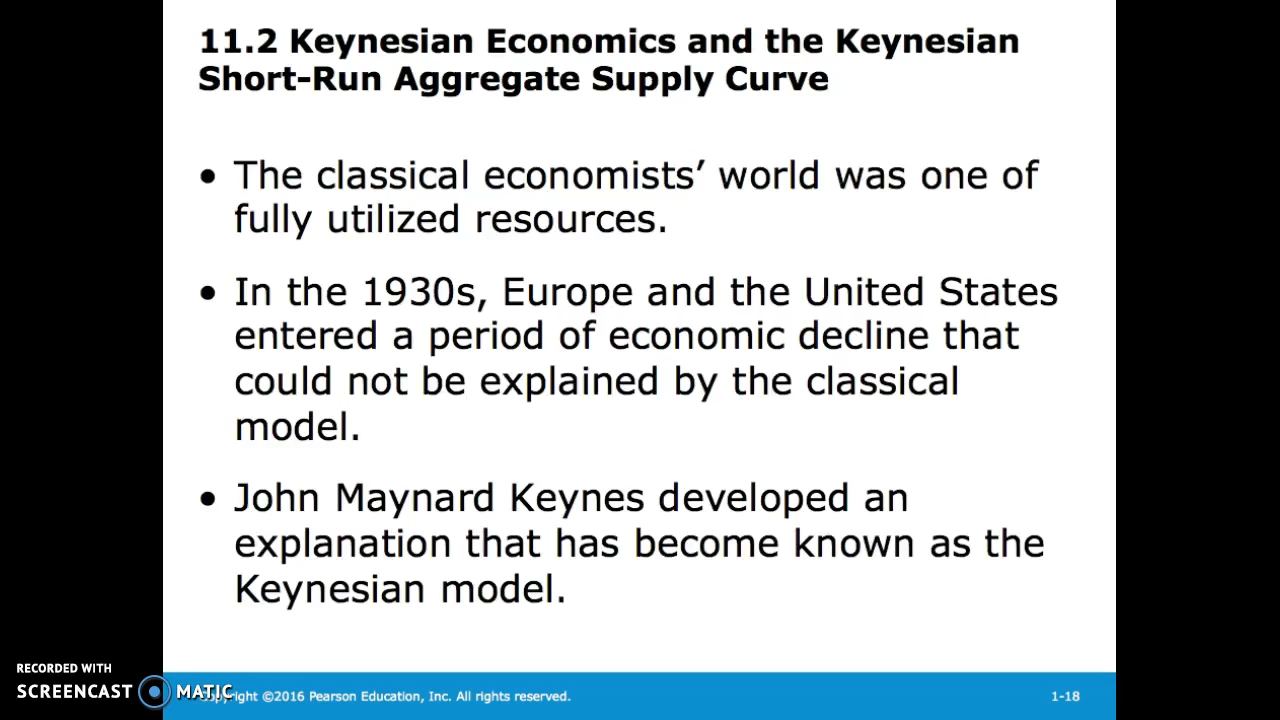 11.2 Keynesian Economics and the Keynesian
Short-Run Aggregate Supply Curve
• The classical economists’ world was one of
fully utilized resources.
• In the 1930s, Europe and the United States
entered a period of economic decline that
could not be explained by the classical
model.
• John Maynard Keynes developed an
explanation that has become known as the
Keynesian model.
RECORDED WITH
SCREENCAST MATIC
Copyright ©2016 Pearson Education, Inc. All rights reserved.
1-18